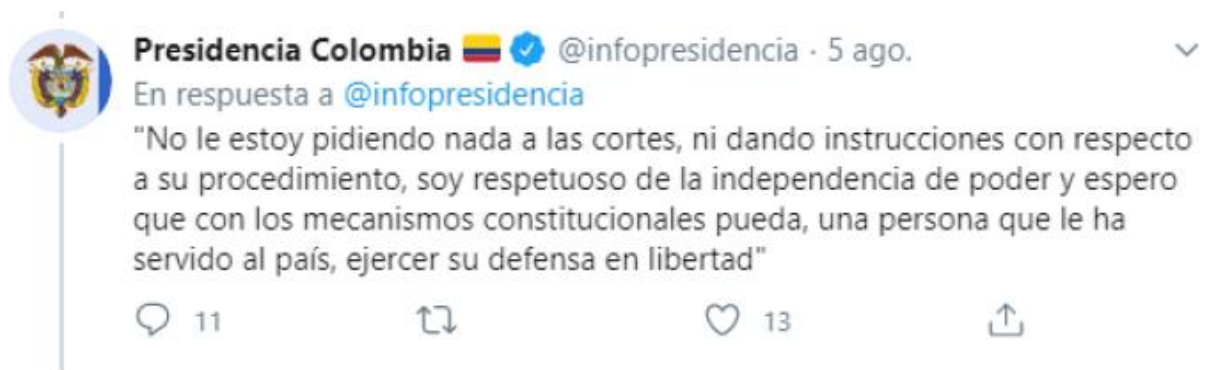 Presidencia Colombia @infopresidencia · 5 ago.
En respuesta a @infopresidencia
"No le estoy pidiendo nada a las cortes, ni dando instrucciones con respecto
a su procedimiento, soy respetuoso de la independencia de poder y espero
que con los mecanismos constitucionales pueda, una persona que le ha
servido al país, ejercer su defensa en libertad"
11 13